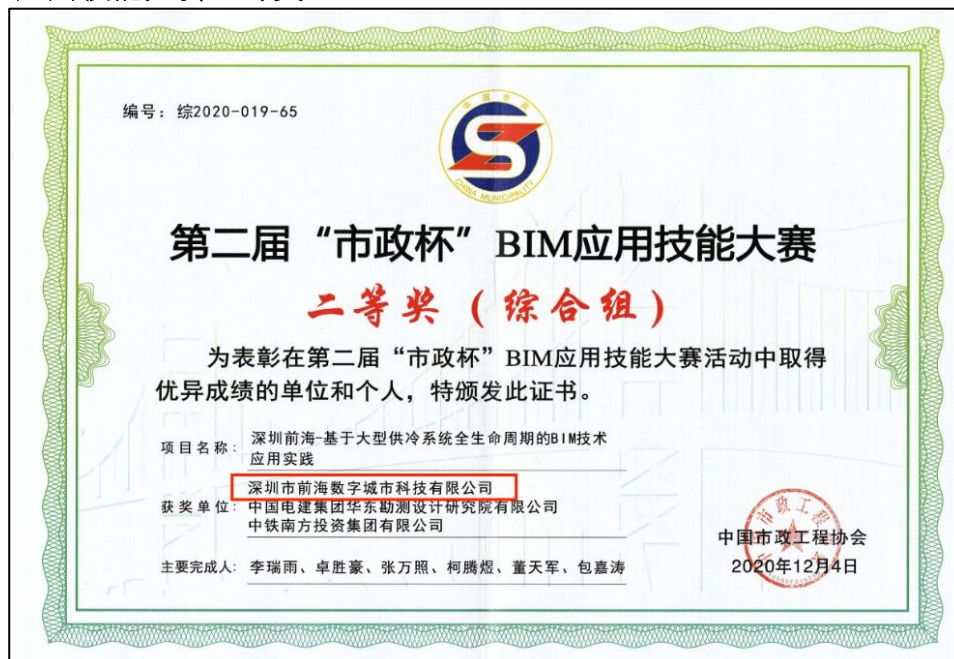 编号：综2020-019-65
中国市政
CHINA MUNICIPALITY
第二届“市政杯”BIM应用技能大赛
二等奖（综合组）
为表彰在第二届“市政杯”BIM应用技能大赛活动中取得
优异成绩的单位和个人，特颁发此证书。
项目名称：深圳前海-基于大型供冷系统全生命周期的BIM技术
应用实践
深圳市前海数字城市科技有限公司
获奖单位：中国电建集团华东勘测设计研究院有限公司
中铁南方投资集团有限公司
中国市政工程协会
主要完成人：李瑞雨、卓胜豪、张万照、柯腾煜、董天军、包嘉涛
2020年12月4日